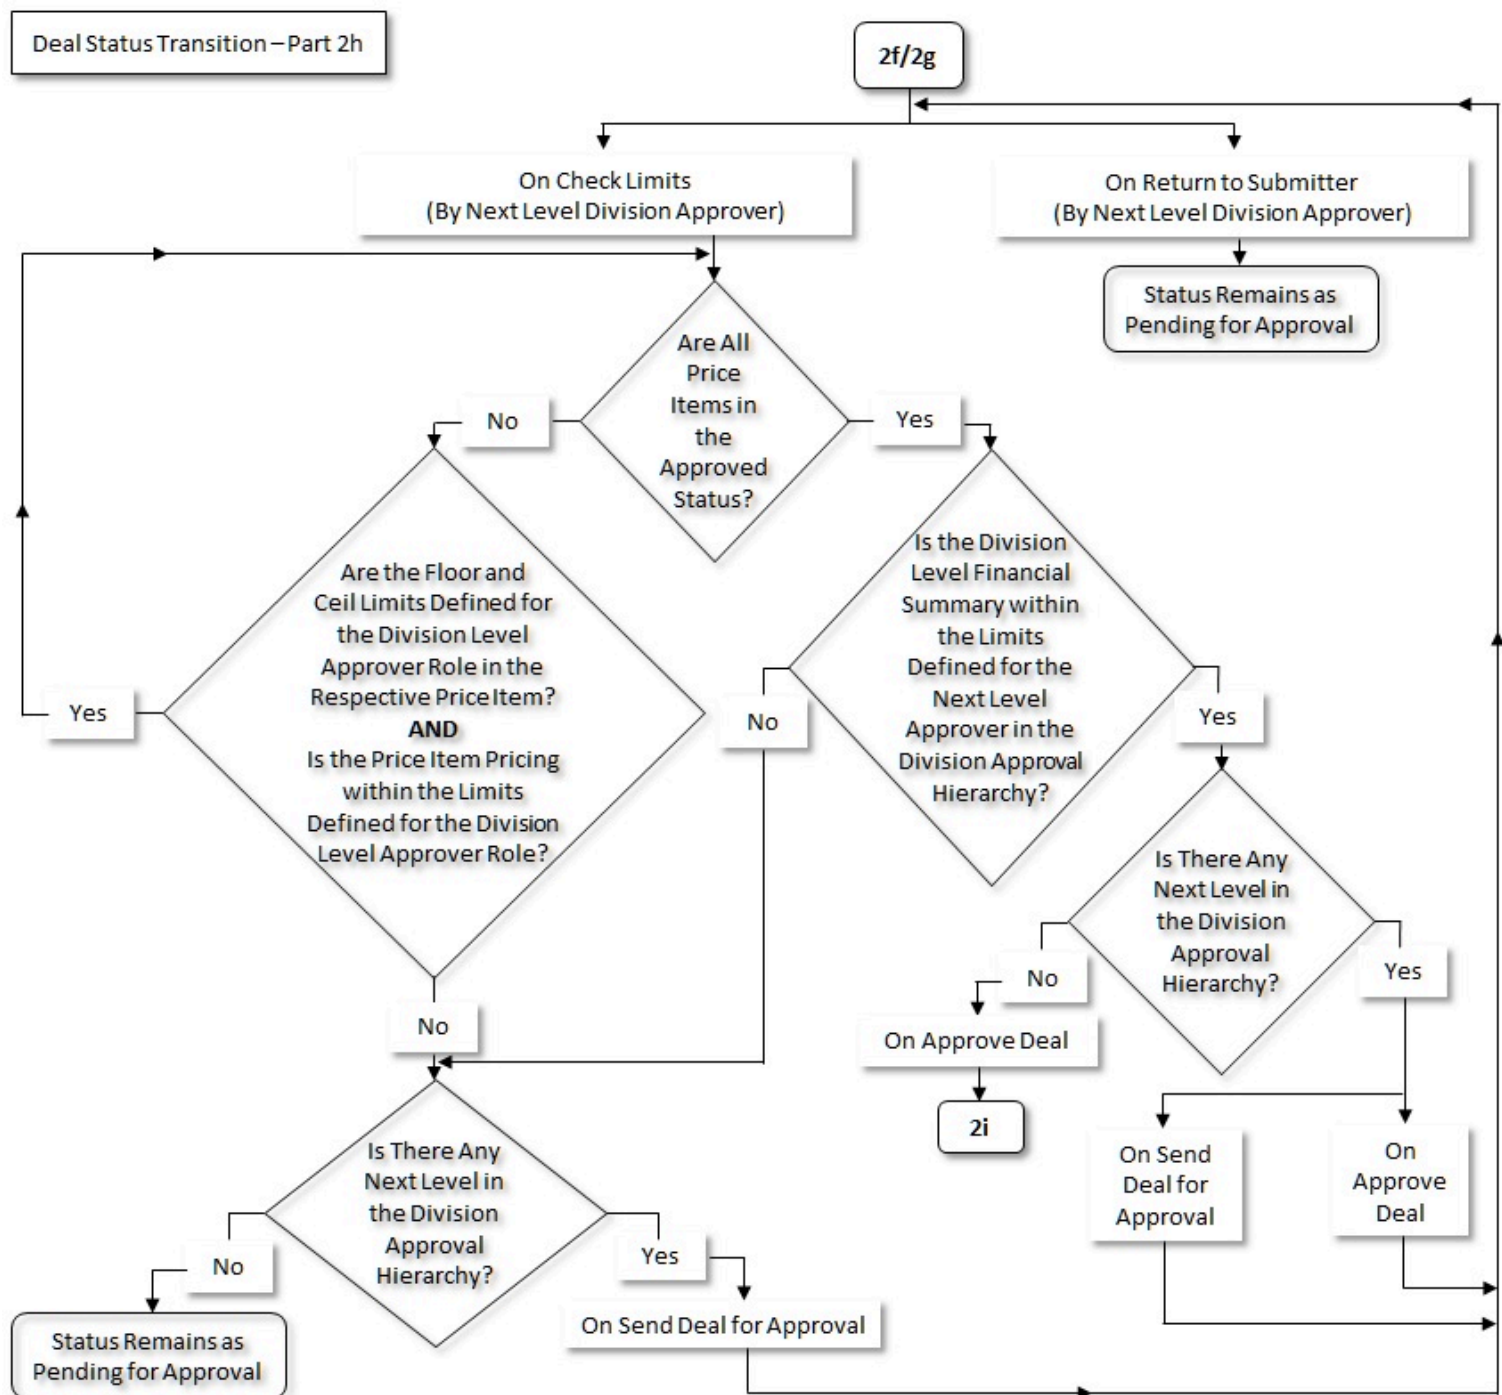 Deal Status Transition – Part 2h
2f/2g
On Check Limits
(By Next Level Division Approver)
On Return to Submitter
(By Next Level Division Approver)
Status Remains as
Pending for Approval
Are All
Price
Items in
the
Approved
Status?
No
Yes
Are the Floor and
Ceil Limits Defined for
the Division Level
Approver Role in the
Respective Price Item?
AND
Is the Price Item Pricing
within the Limits
Defined for the Division
Level Approver Role?
Yes
No
Is the Division
Level Financial
Summary within
the Limits
Defined for the
Next Level
Approver in the
Division Approval
Hierarchy?
No
Yes
Is There Any
Next Level in
the Division
Approval
Hierarchy?
No
Yes
On Approve Deal
2i
On Send
Deal for
Approval
On
Approve
Deal
Is There Any
Next Level in
the Division
Approval
Hierarchy?
No
Yes
Status Remains as
Pending for Approval
On Send Deal for Approval